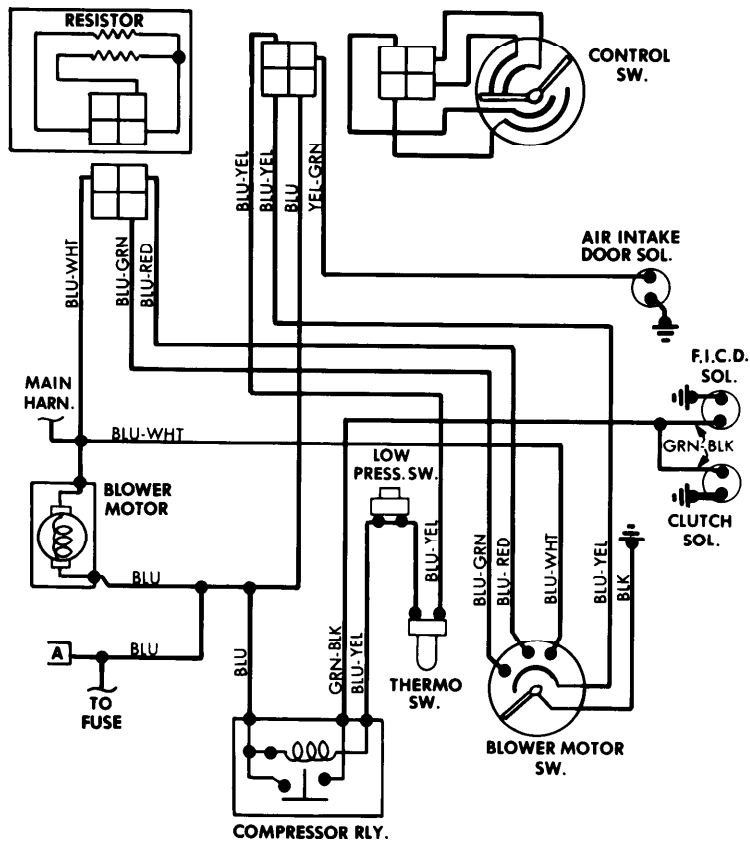 RESISTOR
CONTROL
SW.
BLU-YEL
BLU-YEL
BLU
YEL-GRN
BLU-WHT
BLU-GRN
BLU-RED
AIR INTAKE
DOOR SOL.
F.I.C.D.
SOL.
MAIN
HARN.
BLU-WHT
GRN-BLK
LOW
PRESS. SW.
BLOWER
MOTOR
CLUTCH
SOL.
BLU-YEL
BLU-GRN
BLU-RED
BLU-WHT
BLU-YEL
BLK
BLU
A
BLU
BLU
GRN-BLK
BLU-YEL
TO
FUSE
THERMO
SW.
BLOWER MOTOR
SW.
COMPRESSOR RLY.